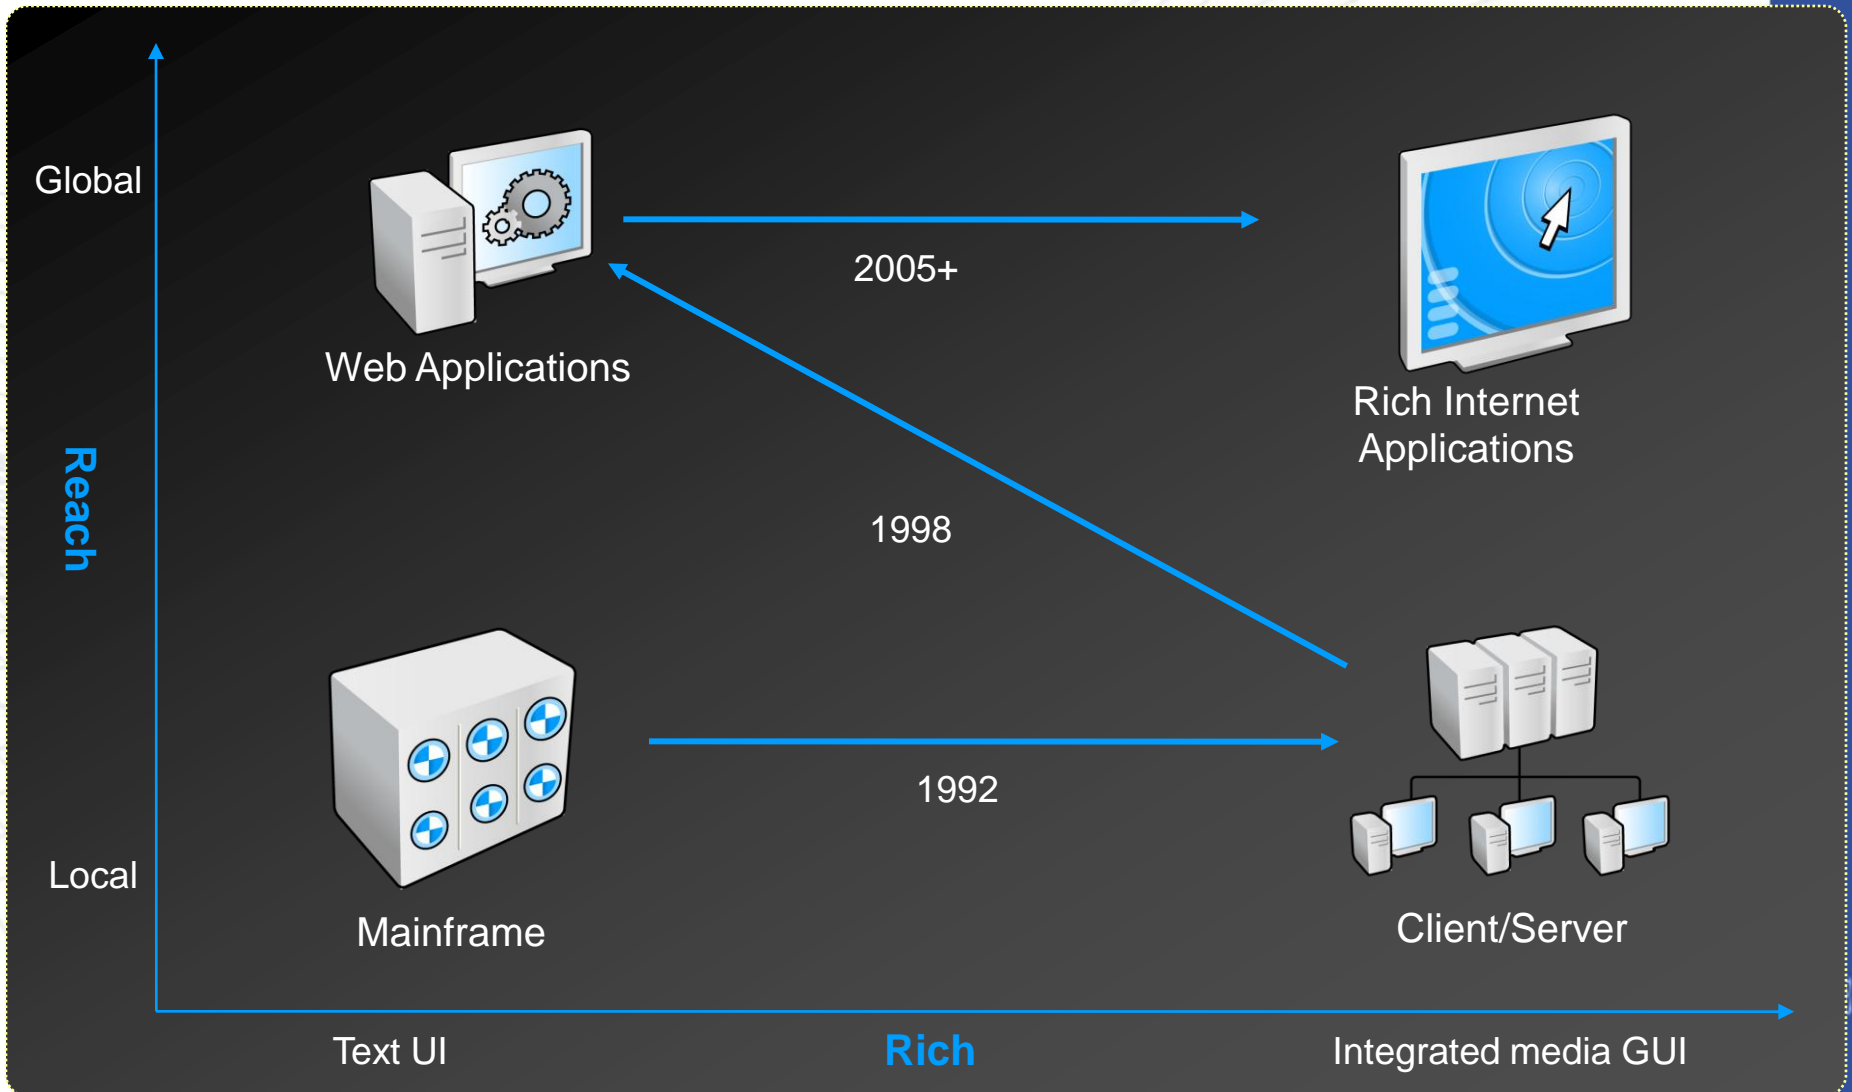 Global
2005+
Web Applications
Rich Internet
Applications
Reach
1998
1992
Local
Mainframe
Client/Server
Text UI
Rich
Integrated media GUI